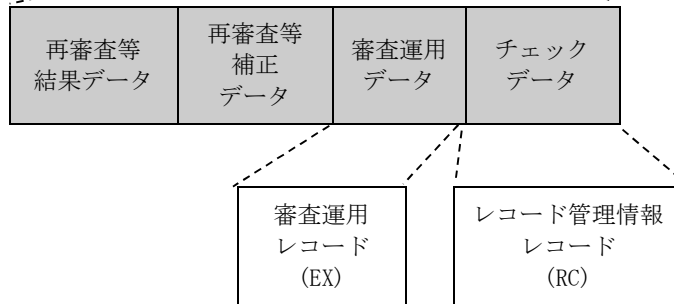 再審査等
結果データ
再審査等
補正
データ
審査運用
データ
チェック
データ
審査運用
レコード
(EX)
レコード管理情報
レコード
(RC)